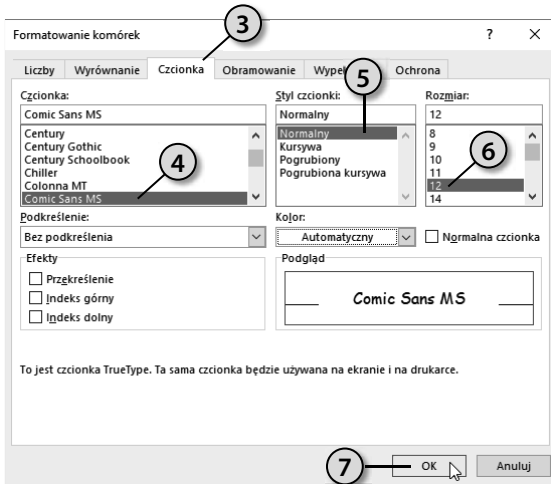 3
Formatowanie komórek ? ×
Liczby Wyrównanie Czcionka Obramowanie Ochrona
5
Czcionka: Styl czcionki: Rozmiar:
Comic Sans MS Normalny 12
Century Normalny 8
Century Gothic Kursywa 9
Century Schoolbook Pogrubiony 10
Chiller Pogrubiona kursywa 11
Colonna MT 12
Comic Sans MS 14
4
6
Podkreślenie: Kolor:
Bez podkreślenia Automatyczny Normalna czcionka
Efekty Podgląd
Przekreślenie
Indeks górny
Indeks dolny
Comic Sans MS
To jest czcionka TrueType. Ta sama czcionka będzie używana na ekranie i na drukarce.
7
OK Anuluj